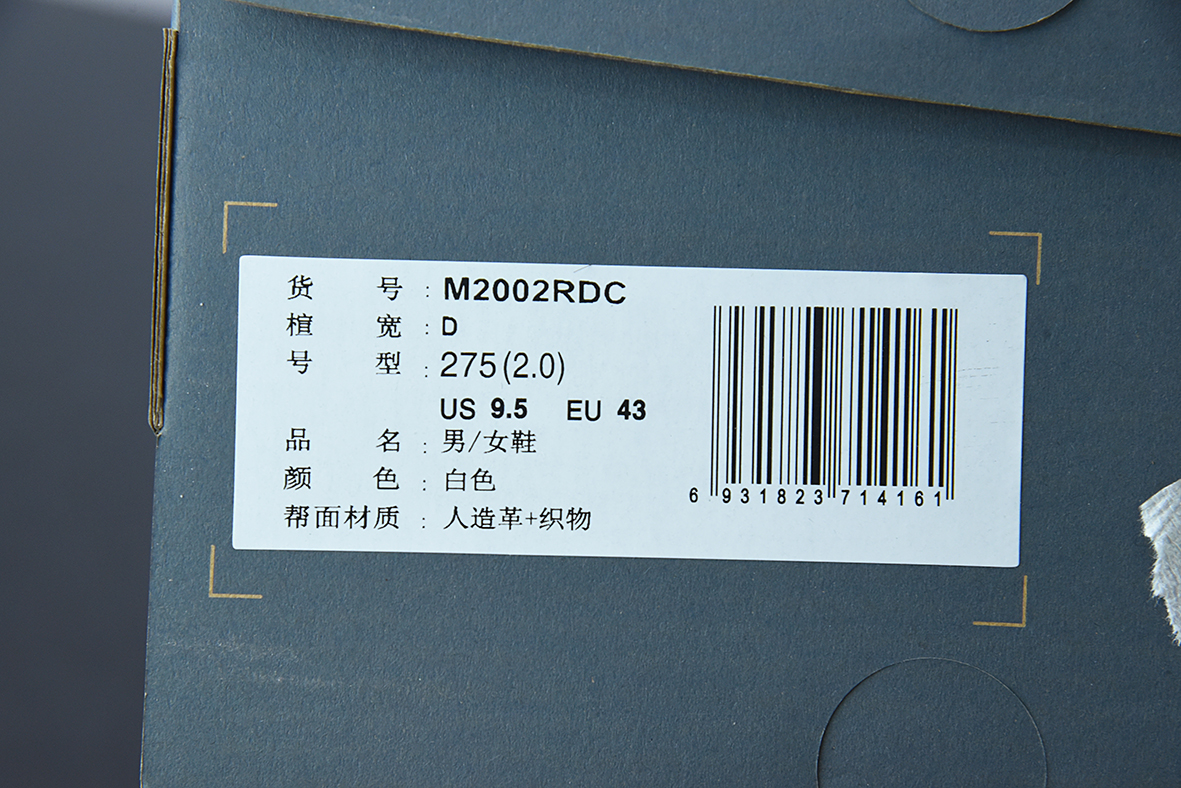 货 号 : M2002RDC
楦 宽 : D
号 型 : 275(2.0)
US 9.5 EU 43
品 名 : 男/女鞋
颜 色 : 白色
帮面材质 : 人造革+织物
6 931823 714161